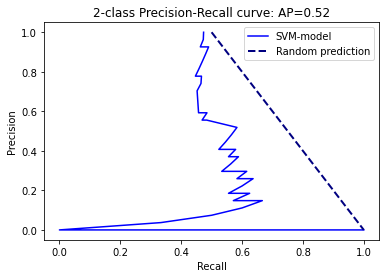 2-class Precision-Recall curve: AP=0.52
SVM-model
Random prediction
Precision
1.0
0.8
0.6
0.4
0.2
0.0
0.0 0.2 0.4 0.6 0.8 1.0
Recall